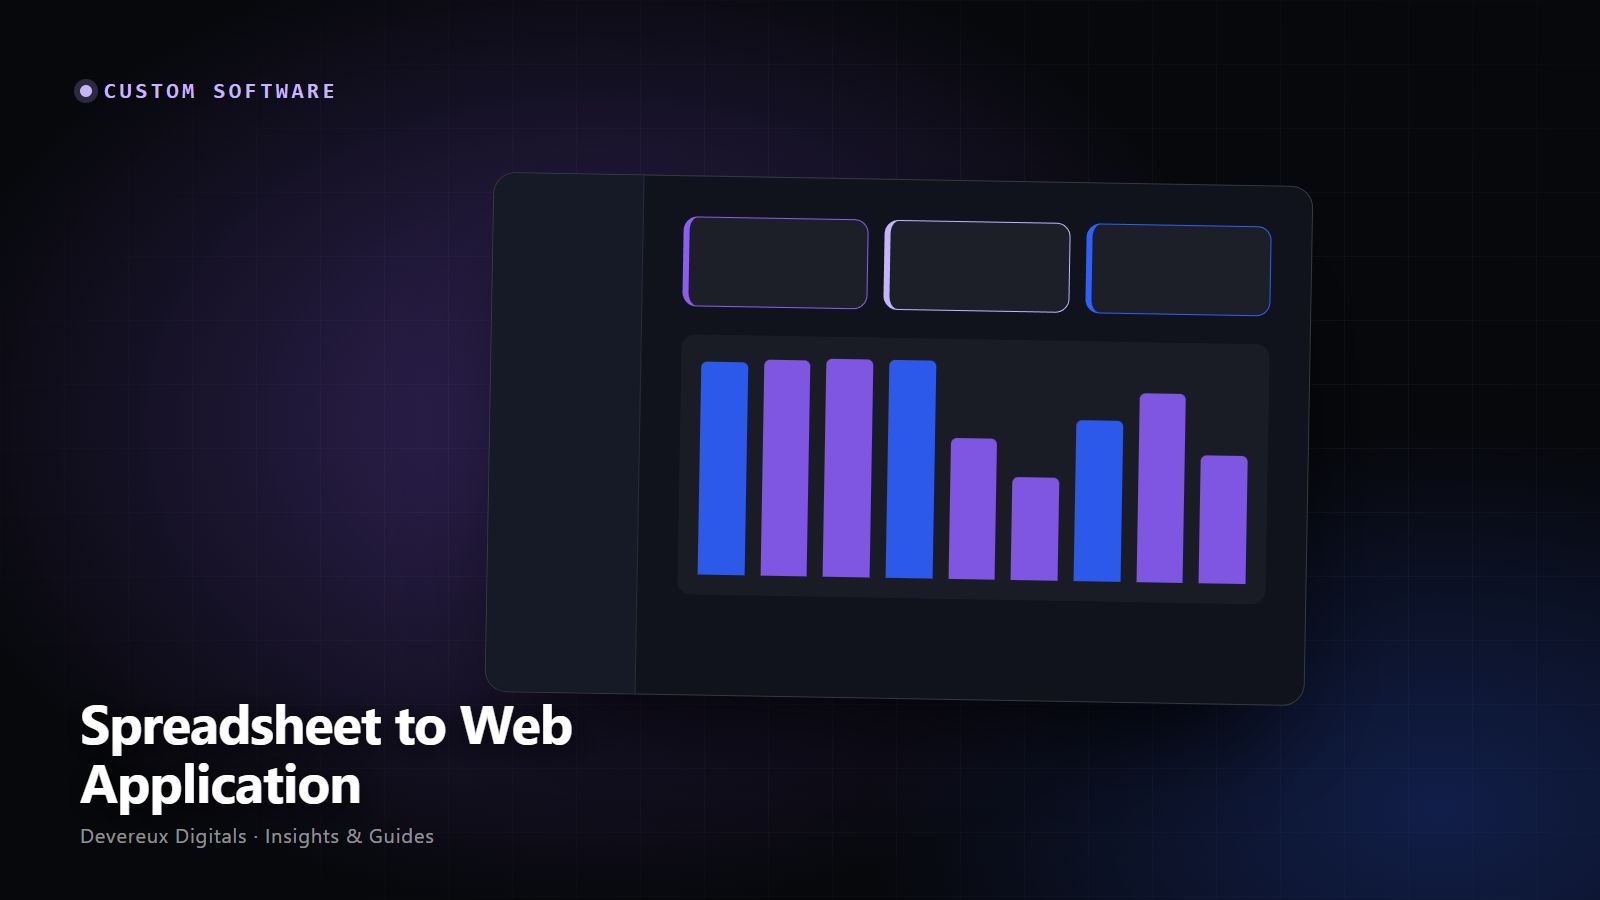 CUSTOM SOFTWARE
Spreadsheet to Web
Application
Devereux Digitals · Insights & Guides